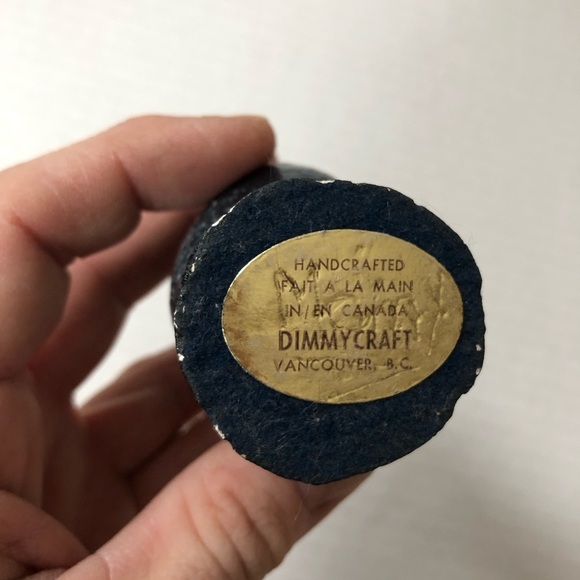 HANDCRAFTED
FAIT A LA MAIN
IN/EN CANADA
DIMMYCRAFT
VANCOUVER, B.C.